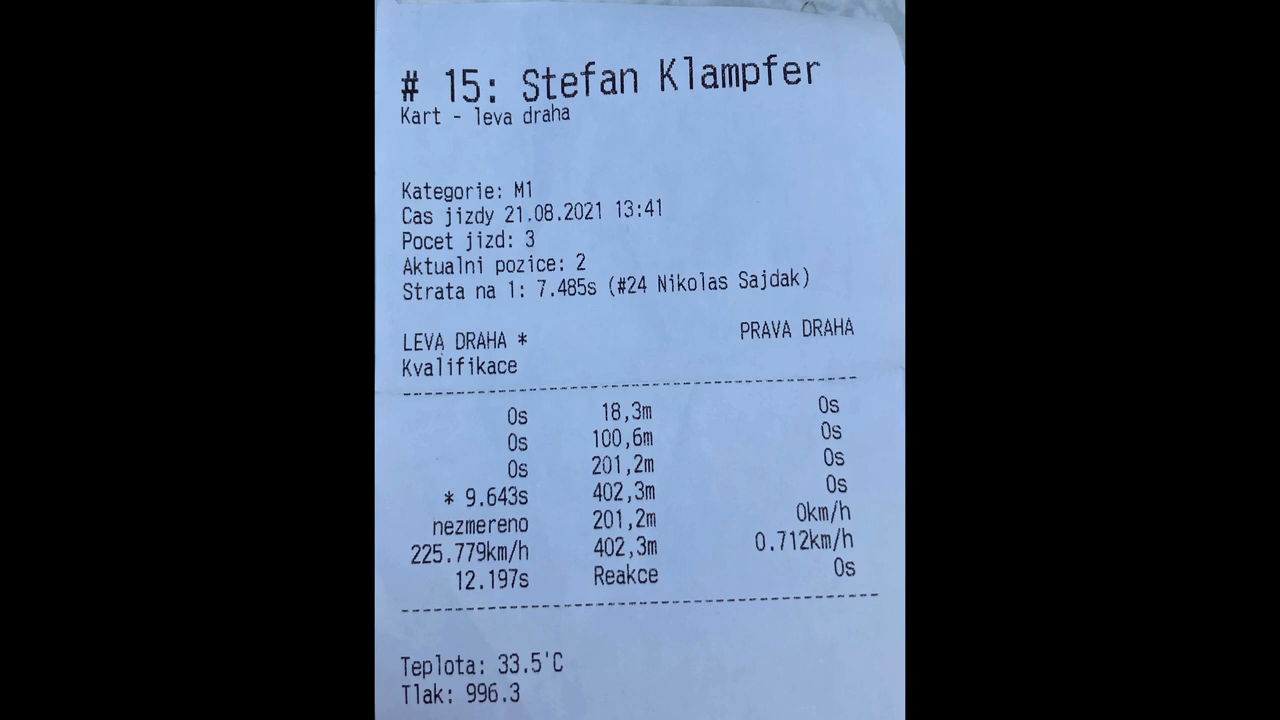 # 15: Stefan Klampfer
Kart - leva draha
Kategorie: M1
Cas jizdy 21.08.2021 13:41
Pocet jizd: 3
Aktualni pozice: 2
Strata na 1: 7.485s (#24 Nikolas Sajdak)
LEVA DRAHA * PRAVA DRAHA
Kvalifikace
0s 18,3m 0s
0s 100,6m 0s
0s 201,2m 0s
* 9.643s 402,3m 0s
nezmereno 201,2m 0km/h
225.779km/h 402,3m 0.712km/h
12.197s Reakce 0s
Teplota: 33.5'C
Tlak: 996.3